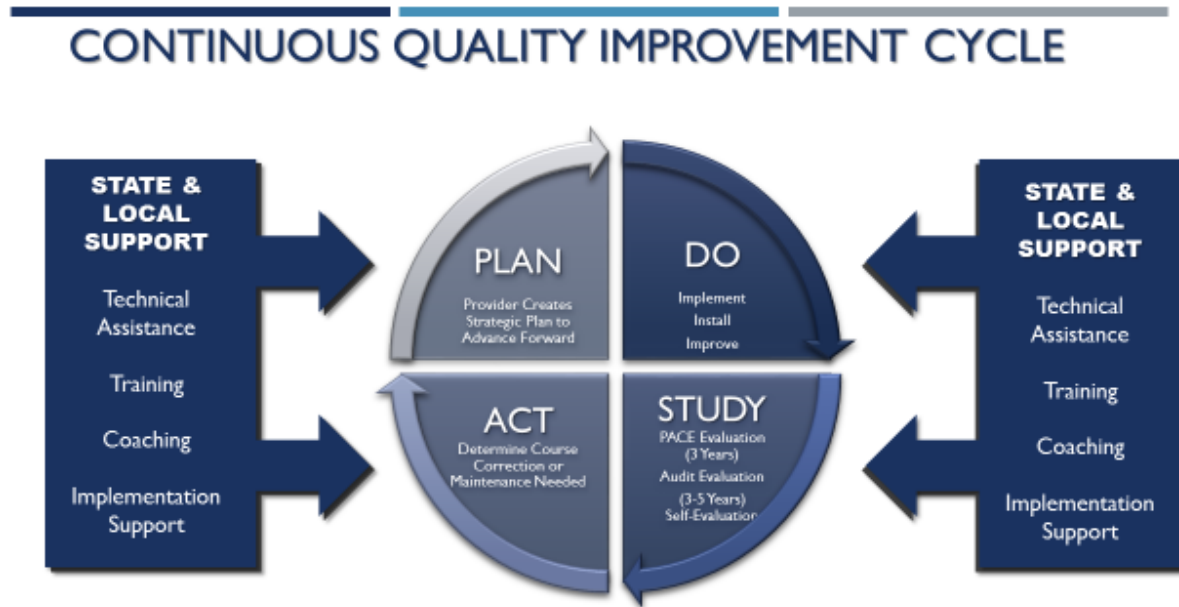 CONTINUOUS QUALITY IMPROVEMENT CYCLE
STATE &
LOCAL
SUPPORT
Technical
Assistance
Training
Coaching
Implementation
Support
PLAN
Provider Creates
Strategic Plan to
Advance Forward
DO
Implement
Install
Improve
ACT
Determine Course
Correction or
Maintenance Needed
STUDY
PACE Evaluation
(3 Years)
Audit Evaluation
(3-5 Years)
Self-Evaluation
STATE &
LOCAL
SUPPORT
Technical
Assistance
Training
Coaching
Implementation
Support